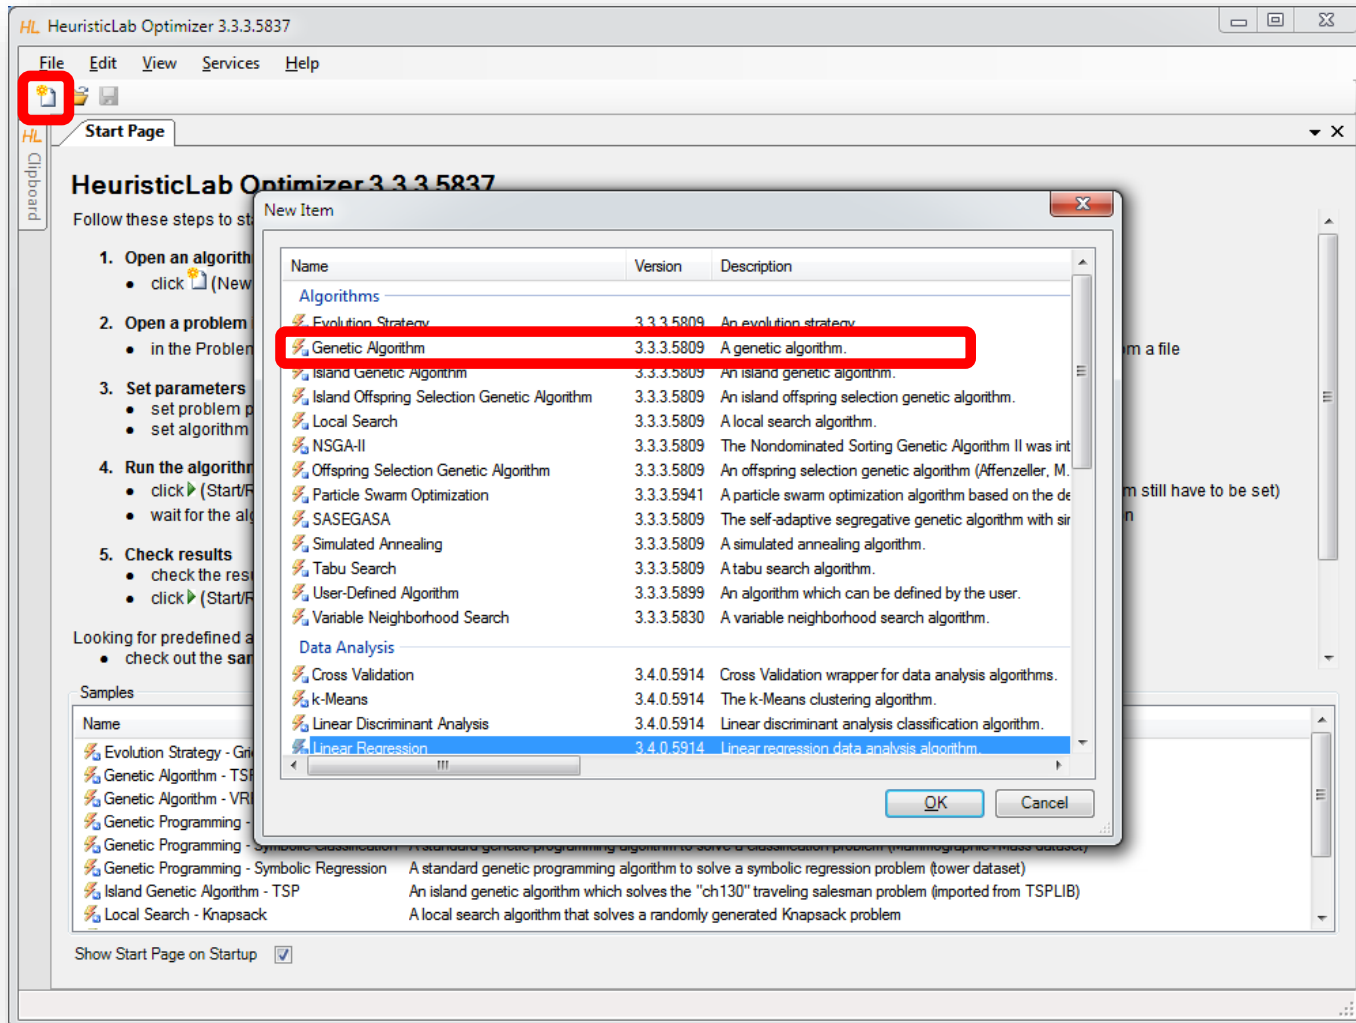 HL HeuristicLab Optimizer 3.3.3.5837
File Edit View Services Help
Start Page
HL Clipboard
HeuristicLab Optimizer 3.3.3.5837
Follow these steps to st
1. Open an algorith
click (New
2. Open a problem
in the Problem om a file
3. Set parameters
set problem p
set algorithm
4. Run the algorithm
click (Start/R m still have to be set)
wait for the alg n
5. Check results
check the resu
click (Start/R
Looking for predefined a
check out the sam
New Item
Name Version Description
Algorithms
Evolution Strategy 3.3.3.5809 An evolution strategy.
Genetic Algorithm 3.3.3.5809 A genetic algorithm.
Island Genetic Algorithm 3.3.3.5809 An island genetic algorithm.
Island Offspring Selection Genetic Algorithm 3.3.3.5809 An island offspring selection genetic algorithm.
Local Search 3.3.3.5809 A local search algorithm.
NSGA-II 3.3.3.5809 The Nondominated Sorting Genetic Algorithm II was int
Offspring Selection Genetic Algorithm 3.3.3.5809 An offspring selection genetic algorithm (Affenzeller, M.
Particle Swarm Optimization 3.3.3.5941 A particle swarm optimization algorithm based on the de
SASEGASA 3.3.3.5809 The self-adaptive segregative genetic algorithm with sir
Simulated Annealing 3.3.3.5809 A simulated annealing algorithm.
Tabu Search 3.3.3.5809 A tabu search algorithm.
User-Defined Algorithm 3.3.3.5899 An algorithm which can be defined by the user.
Variable Neighborhood Search 3.3.3.5830 A variable neighborhood search algorithm.
Data Analysis
Cross Validation 3.4.0.5914 Cross Validation wrapper for data analysis algorithms.
k-Means 3.4.0.5914 The k-Means clustering algorithm.
Linear Discriminant Analysis 3.4.0.5914 Linear discriminant analysis classification algorithm.
Linear Regression 3.4.0.5914 Linear regression data analysis algorithm.
OK Cancel
Samples
Name
Evolution Strategy - Grie
Genetic Algorithm - TSP
Genetic Algorithm - VRP
Genetic Programming -
Genetic Programming - Symbolic Classification A standard genetic programming algorithm to solve a classification problem (Mammographic Mass dataset)
Genetic Programming - Symbolic Regression A standard genetic programming algorithm to solve a symbolic regression problem (tower dataset)
Island Genetic Algorithm - TSP An island genetic algorithm which solves the "ch130" traveling salesman problem (imported from TSPLIB)
Local Search - Knapsack A local search algorithm that solves a randomly generated Knapsack problem
Show Start Page on Startup